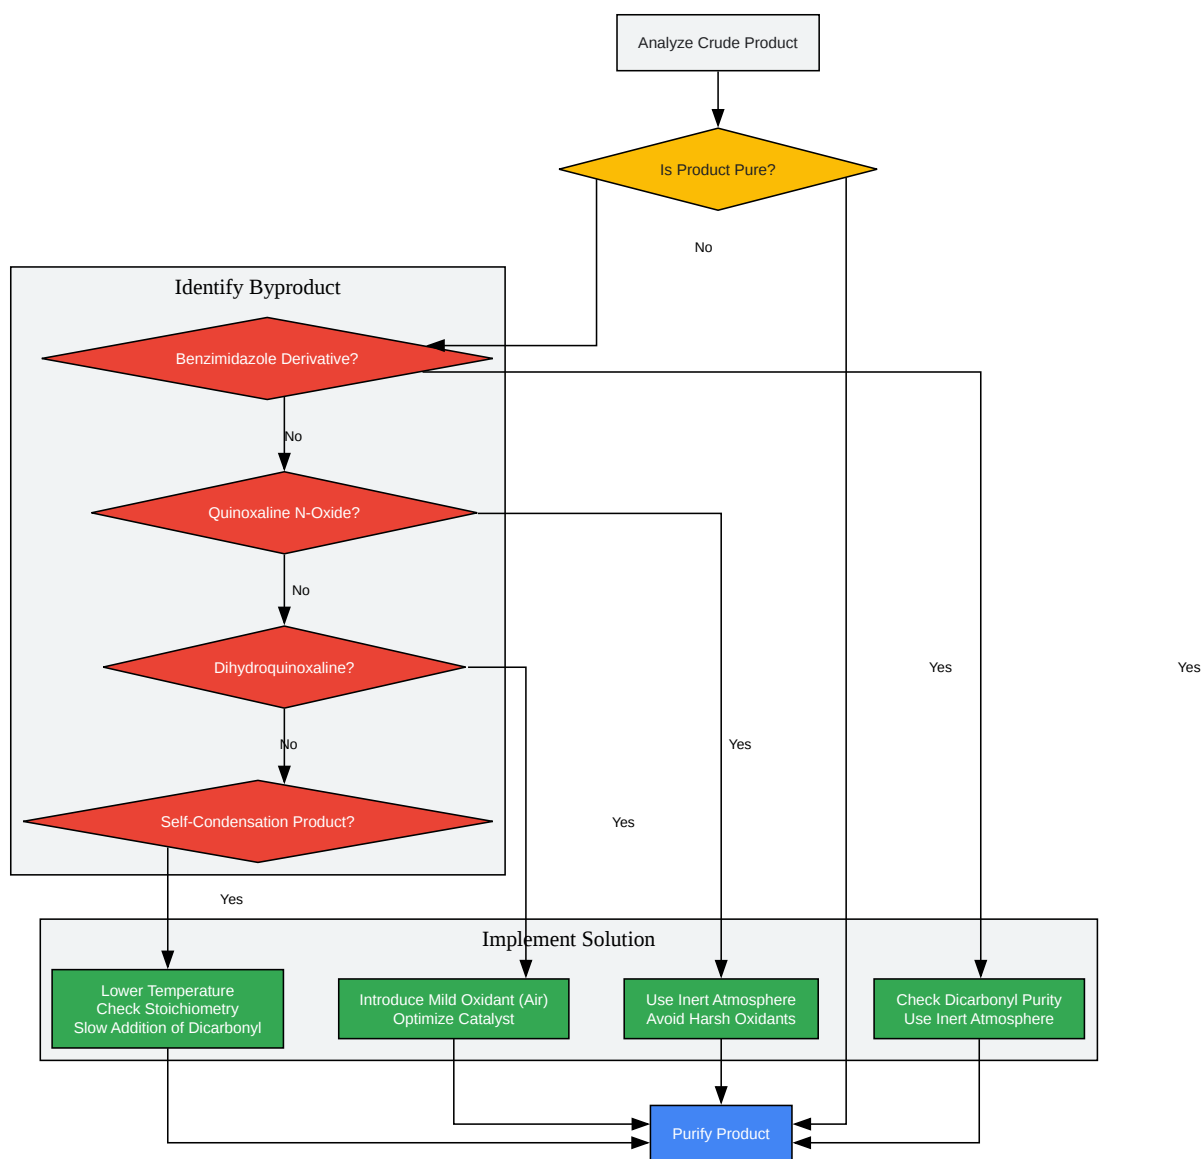 Analyze Crude Product
Is Product Pure?
No
Identify Byproduct
Benzimidazole Derivative?
No
Quinoxaline N-Oxide?
No
Dihydroquinoxaline?
Yes
Yes
No
Yes
Self-Condensation Product?
Yes
Yes
Implement Solution
Lower Temperature
Check Stoichiometry
Slow Addition of Dicarbonyl
Introduce Mild Oxidant (Air)
Optimize Catalyst
Use Inert Atmosphere
Avoid Harsh Oxidants
Check Dicarbonyl Purity
Use Inert Atmosphere
Purify Product